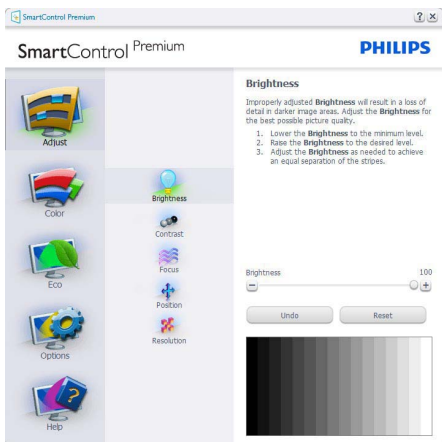 SmartControl Premium
? ×
SmartControl Premium
PHILIPS
Adjust
Color
Eco
Options
Help
Brightness
Contrast
Focus
Position
Resolution
Brightness
Improperly adjusted Brightness will result in a loss of
detail in darker image areas. Adjust the Brightness for
the best possible picture quality.
1. Lower the Brightness to the minimum level.
2. Raise the Brightness to the desired level.
3. Adjust the Brightness as needed to achieve
an equal separation of the stripes.
Brightness 100
Undo Reset